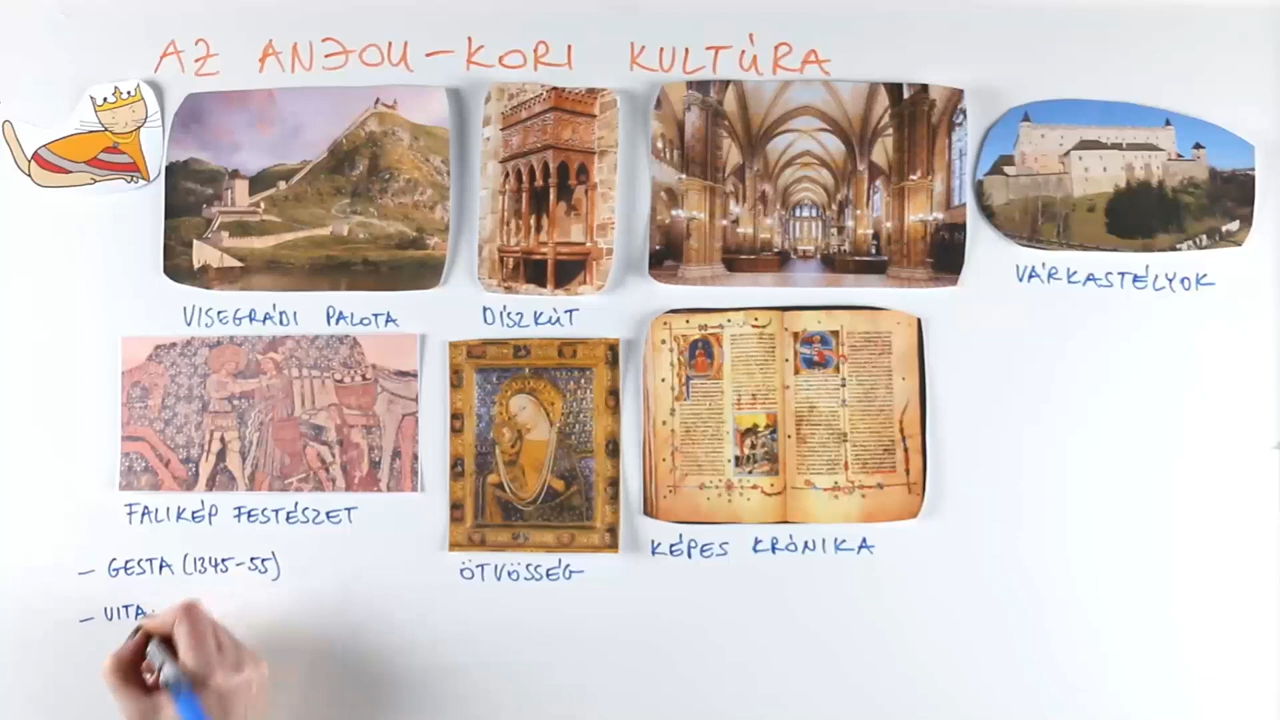 AZ ANJOU-KORI KULTÚRA
VISEGRÁDI PALOTA
DÍSZKÚT
VÁRKASTÉLYOK
FALIKÉP FESTÉSZET
ÖTVÖSSÉG
KÉPES KRÓNIKA
- GESTA (1345-55)
- VITA